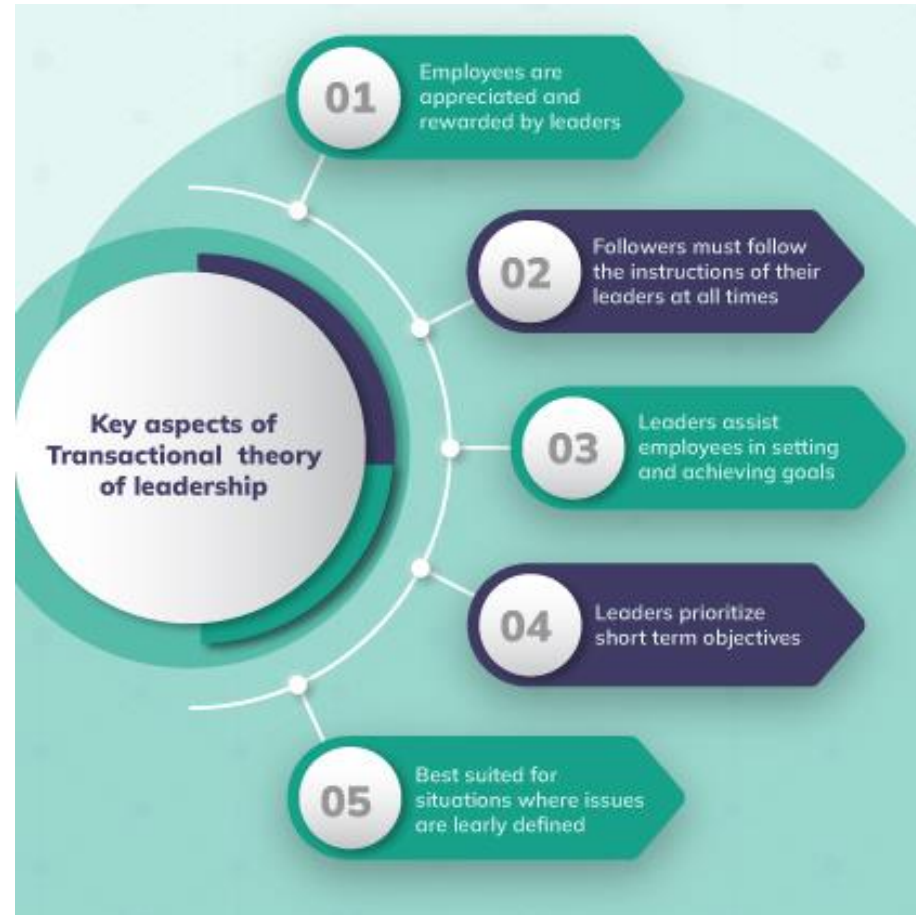 01
Employees are
appreciated and
rewarded by leaders
02
Followers must follow
the instructions of their
leaders at all times
Key aspects of
Transactional theory
of leadership
03
Leaders assist
employees in setting
and achieving goals
04
Leaders prioritize
short term objectives
05
Best suited for
situations where issues
are learly defined